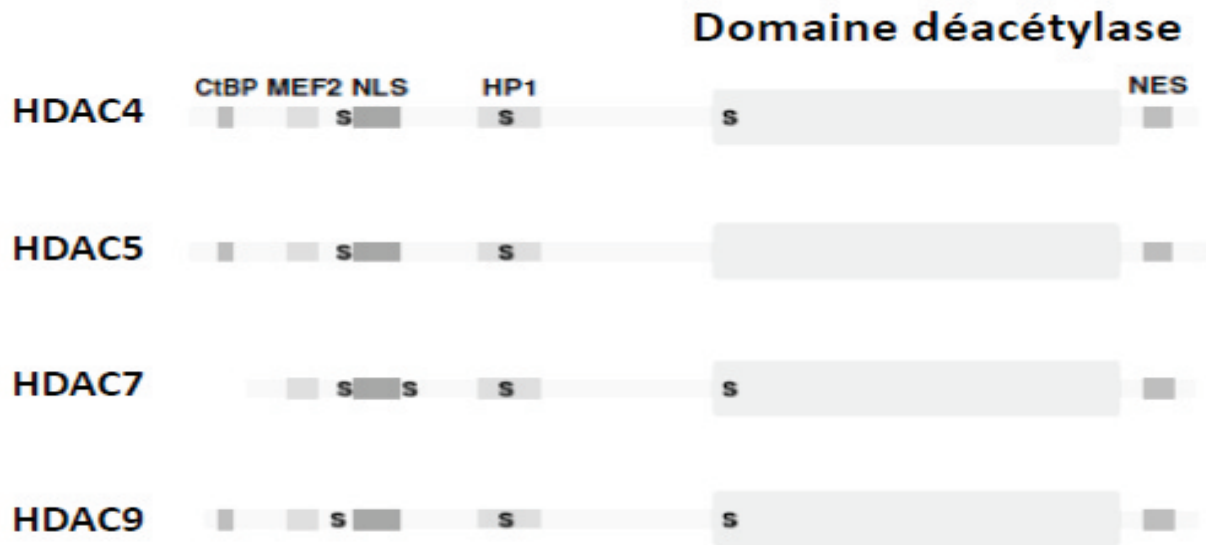 Domaine déacétylase
CtBP MEF2 NLS HP1 NES
HDAC4 S S S
HDAC5 S S
HDAC7 S S S S
HDAC9 S S S